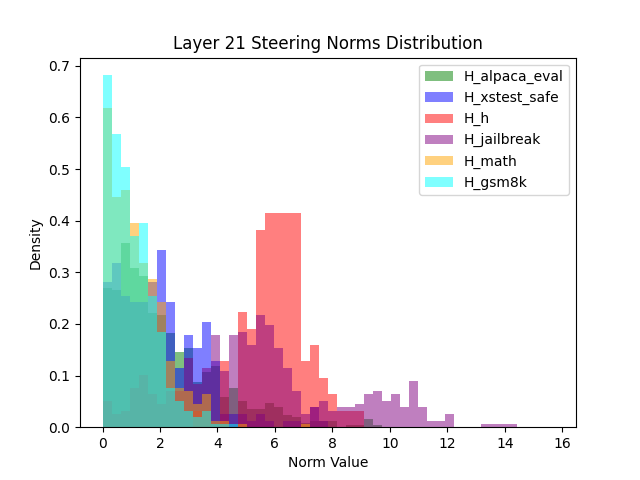 Layer 21 Steering Norms Distribution
H_alpaca_eval
H_xstest_safe
H_h
H_jailbreak
H_math
H_gsm8k
Density
0.7
0.6
0.5
0.4
0.3
0.2
0.1
0.0
0 2 4 6 8 10 12 14 16
Norm Value